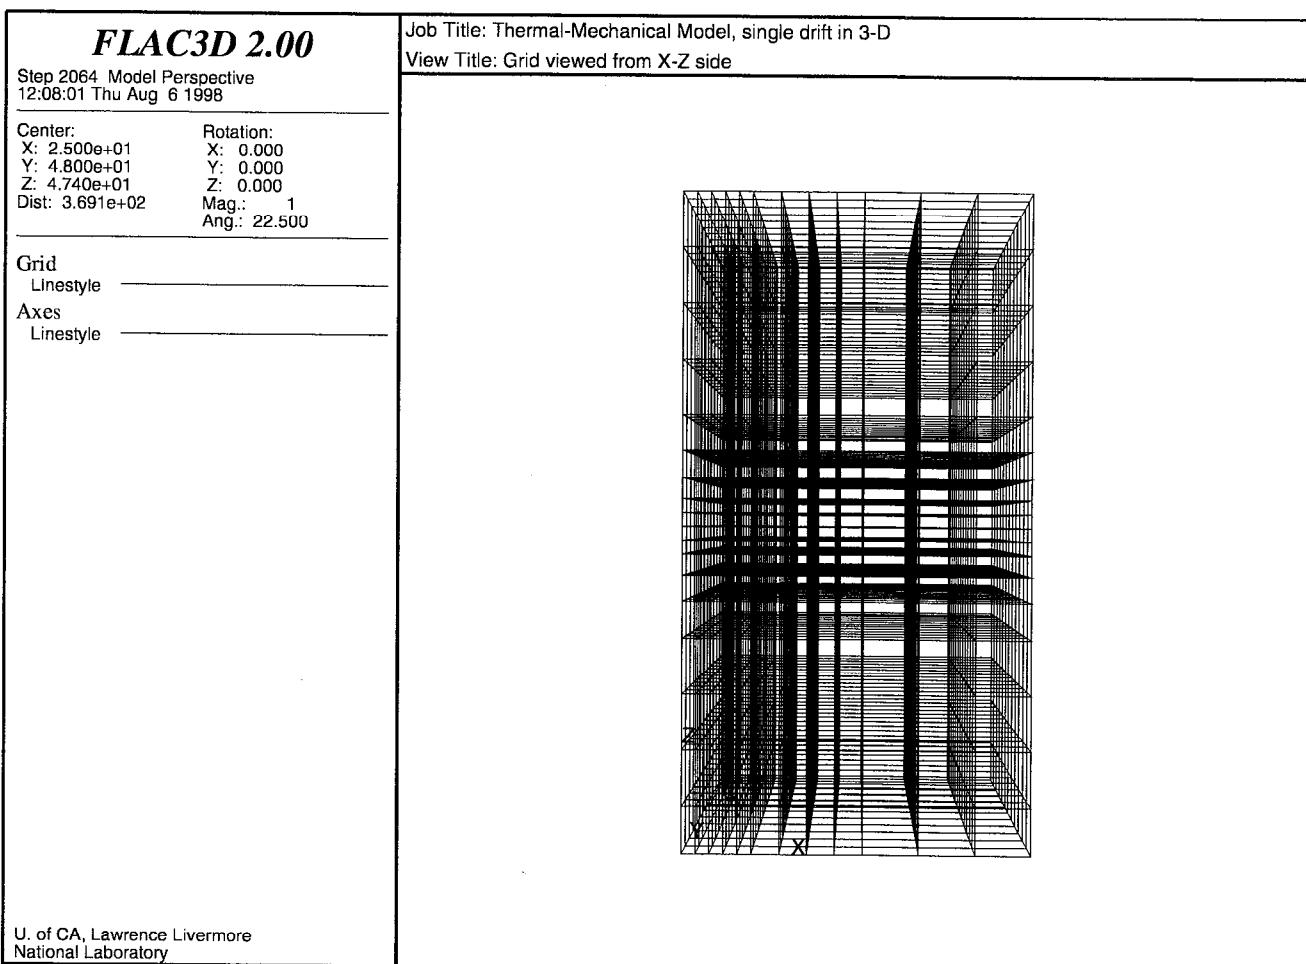 FLAC3D 2.00
Step 2064 Model Perspective
12:08:01 Thu Aug 6 1998
Center:
X: 2.500e+01
Y: 4.800e+01
Z: 4.740e+01
Dist: 3.691e+02
Rotation:
X: 0.000
Y: 0.000
Z: 0.000
Mag.: 1
Ang.: 22.500
Grid
Linestyle
Axes
Linestyle
U. of CA, Lawrence Livermore
National Laboratory
Job Title: Thermal-Mechanical Model, single drift in 3-D
View Title: Grid viewed from X-Z side
Z
Y
X